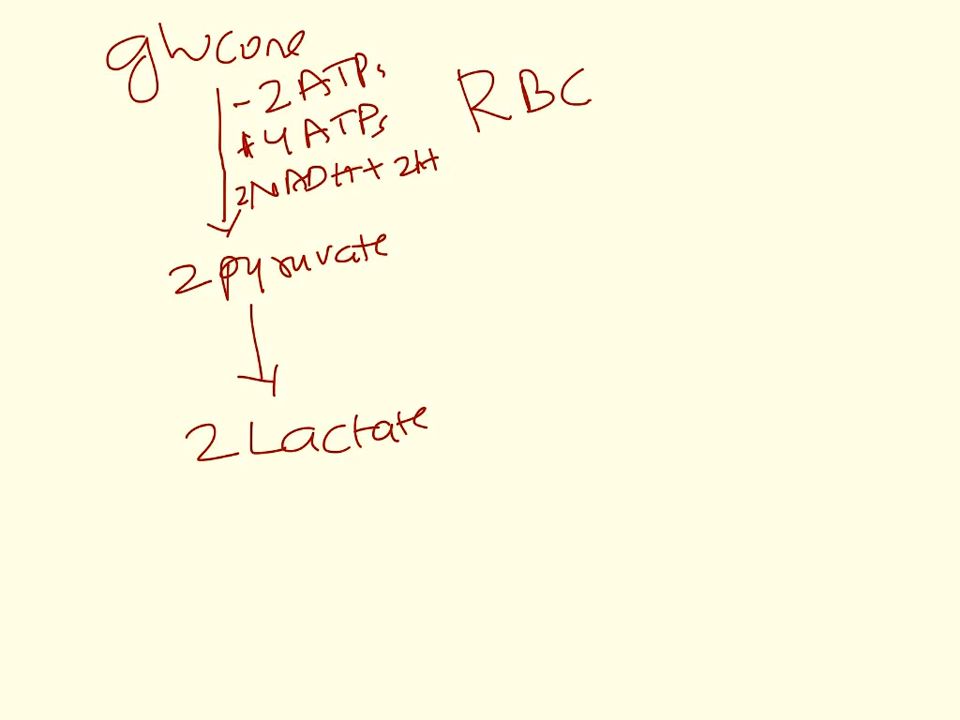 glucose
-2 ATPs
+4 ATPs
RBC
2NADH+2H
2 pyruvate
2 Lactate